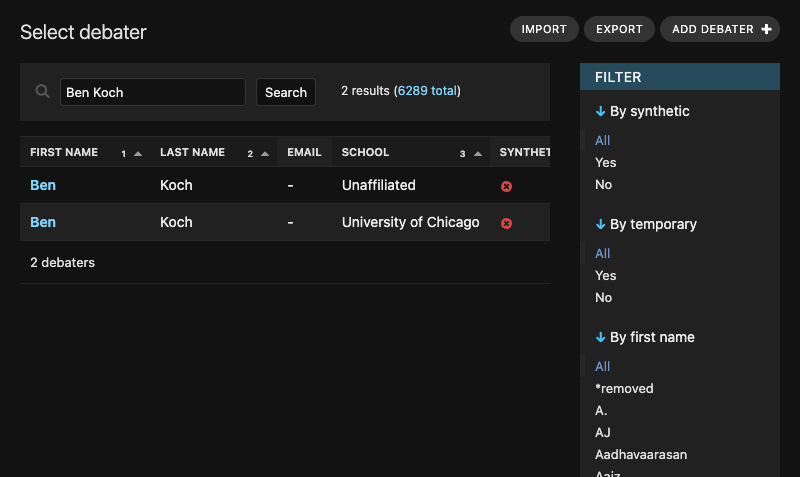 Select debater
IMPORT
EXPORT
ADD DEBATER
Ben Koch
Search
2 results (6289 total)
FIRST NAME 1 LAST NAME 2 EMAIL SCHOOL 3 SYNTHET
Ben Koch - Unaffiliated
Ben Koch - University of Chicago
2 debaters
FILTER
By synthetic
All
Yes
No
By temporary
All
Yes
No
By first name
All
*removed
A.
AJ
Aadhavaarasan
Aaiz